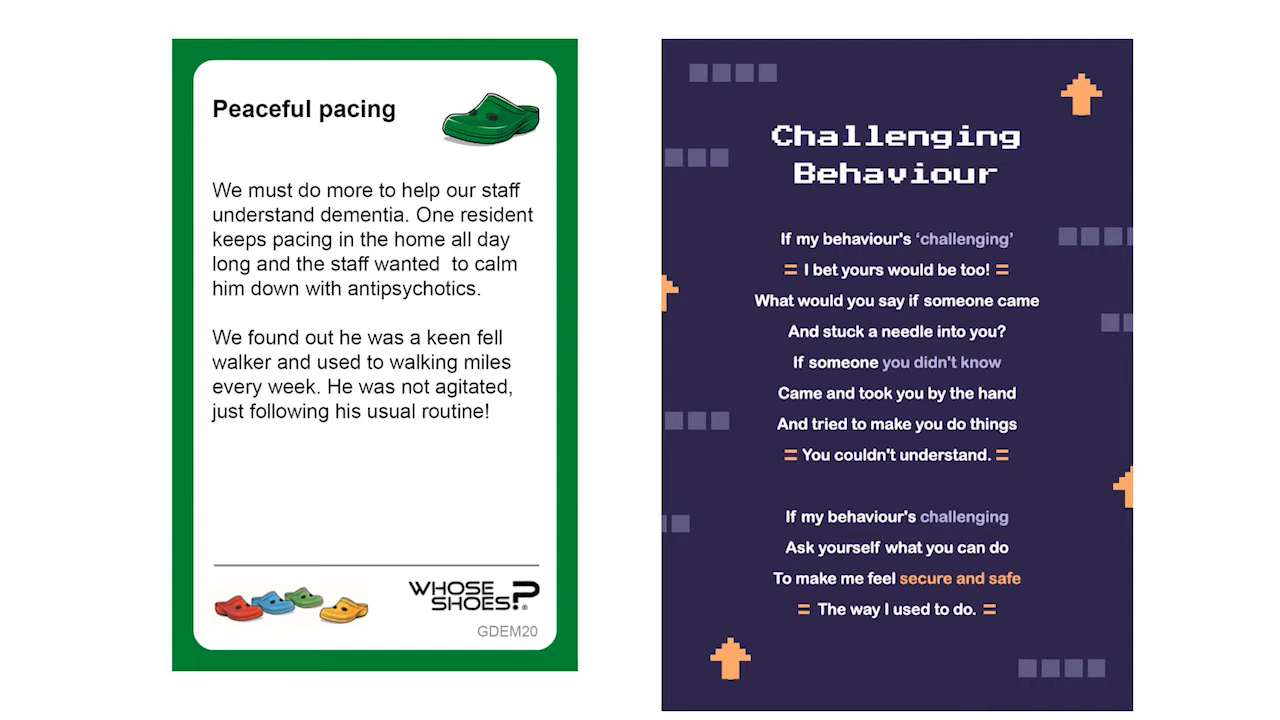 Peaceful pacing
We must do more to help our staff
understand dementia. One resident
keeps pacing in the home all day
long and the staff wanted to calm
him down with antipsychotics.
We found out he was a keen fell
walker and used to walking miles
every week. He was not agitated,
just following his usual routine!
WHOSE
SHOES?®
GDEM20
Challenging
Behaviour
If my behaviour's ‘challenging’
= I bet yours would be too! =
What would you say if someone came
And stuck a needle into you?
If someone you didn't know
Came and took you by the hand
And tried to make you do things
= You couldn't understand. =
If my behaviour's challenging
Ask yourself what you can do
To make me feel secure and safe
= The way I used to do. =